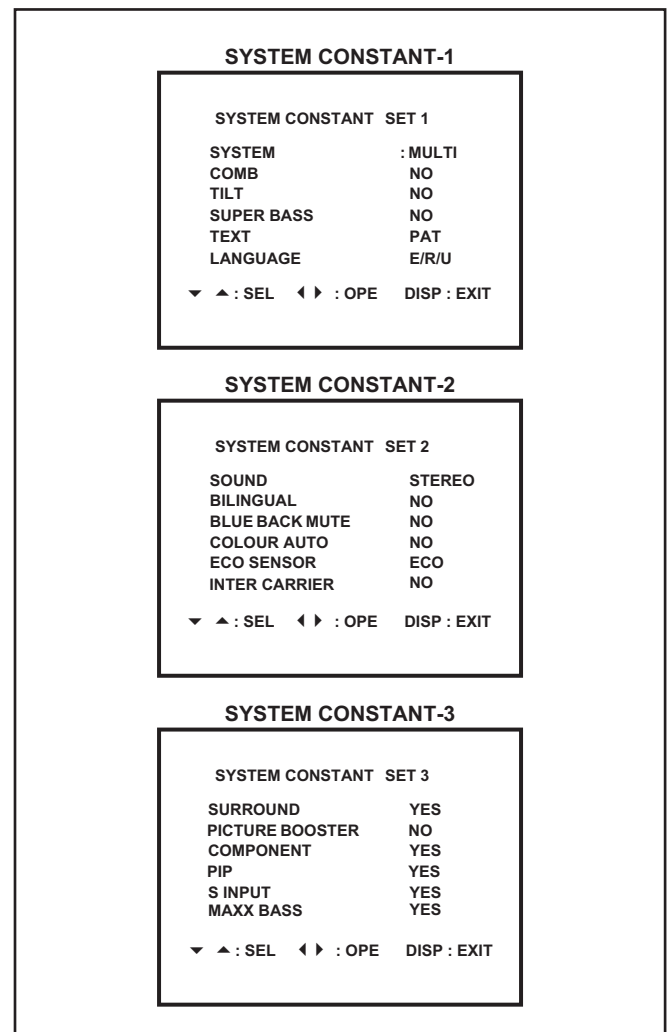 SYSTEM CONSTANT-1
SYSTEM CONSTANT SET 1
SYSTEM : MULTI
COMB NO
TILT NO
SUPER BASS NO
TEXT PAT
LANGUAGE E/R/U
▼ ▲ : SEL ◀ ▶ : OPE DISP : EXIT
SYSTEM CONSTANT-2
SYSTEM CONSTANT SET 2
SOUND STEREO
BILINGUAL NO
BLUE BACK MUTE NO
COLOUR AUTO NO
ECO SENSOR ECO
INTER CARRIER NO
▼ ▲ : SEL ◀ ▶ : OPE DISP : EXIT
SYSTEM CONSTANT-3
SYSTEM CONSTANT SET 3
SURROUND YES
PICTURE BOOSTER NO
COMPONENT YES
PIP YES
S INPUT YES
MAXX BASS YES
▼ ▲ : SEL ◀ ▶ : OPE DISP : EXIT